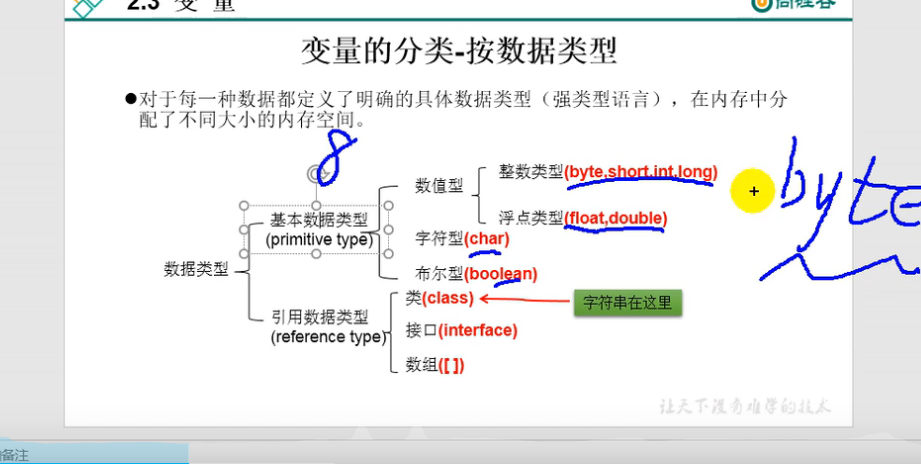 2.3 变 量
尚硅谷
变量的分类-按数据类型
●对于每一种数据都定义了明确的具体数据类型（强类型语言），在内存中分
配了不同大小的内存空间。
8
数值型
整数类型(byte,short,int,long)
byte
浮点类型(float,double)
基本数据类型
(primitive type)
字符型(char)
数据类型
布尔型(boolean)
类(class)
字符串在这里
引用数据类型
(reference type)
接口(interface)
数组([ ])
让天下没有难学的技术
备注